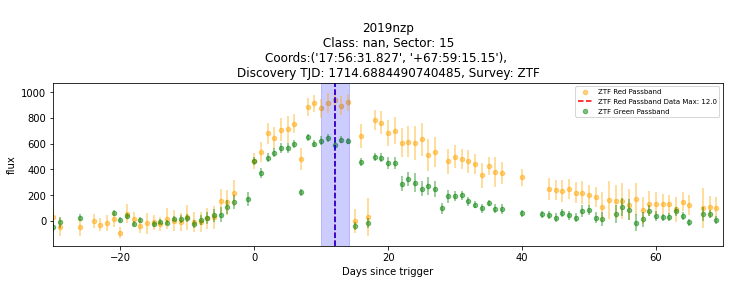 2019nzp
Class: nan, Sector: 15
Coords:('17:56:31.827', '+67:59:15.15'),
Discovery TJD: 1714.6884490740485, Survey: ZTF
ZTF Red Passband
ZTF Red Passband Data Max: 12.0
ZTF Green Passband
flux
1000
800
600
400
200
0
−20
0
20
40
60
Days since trigger